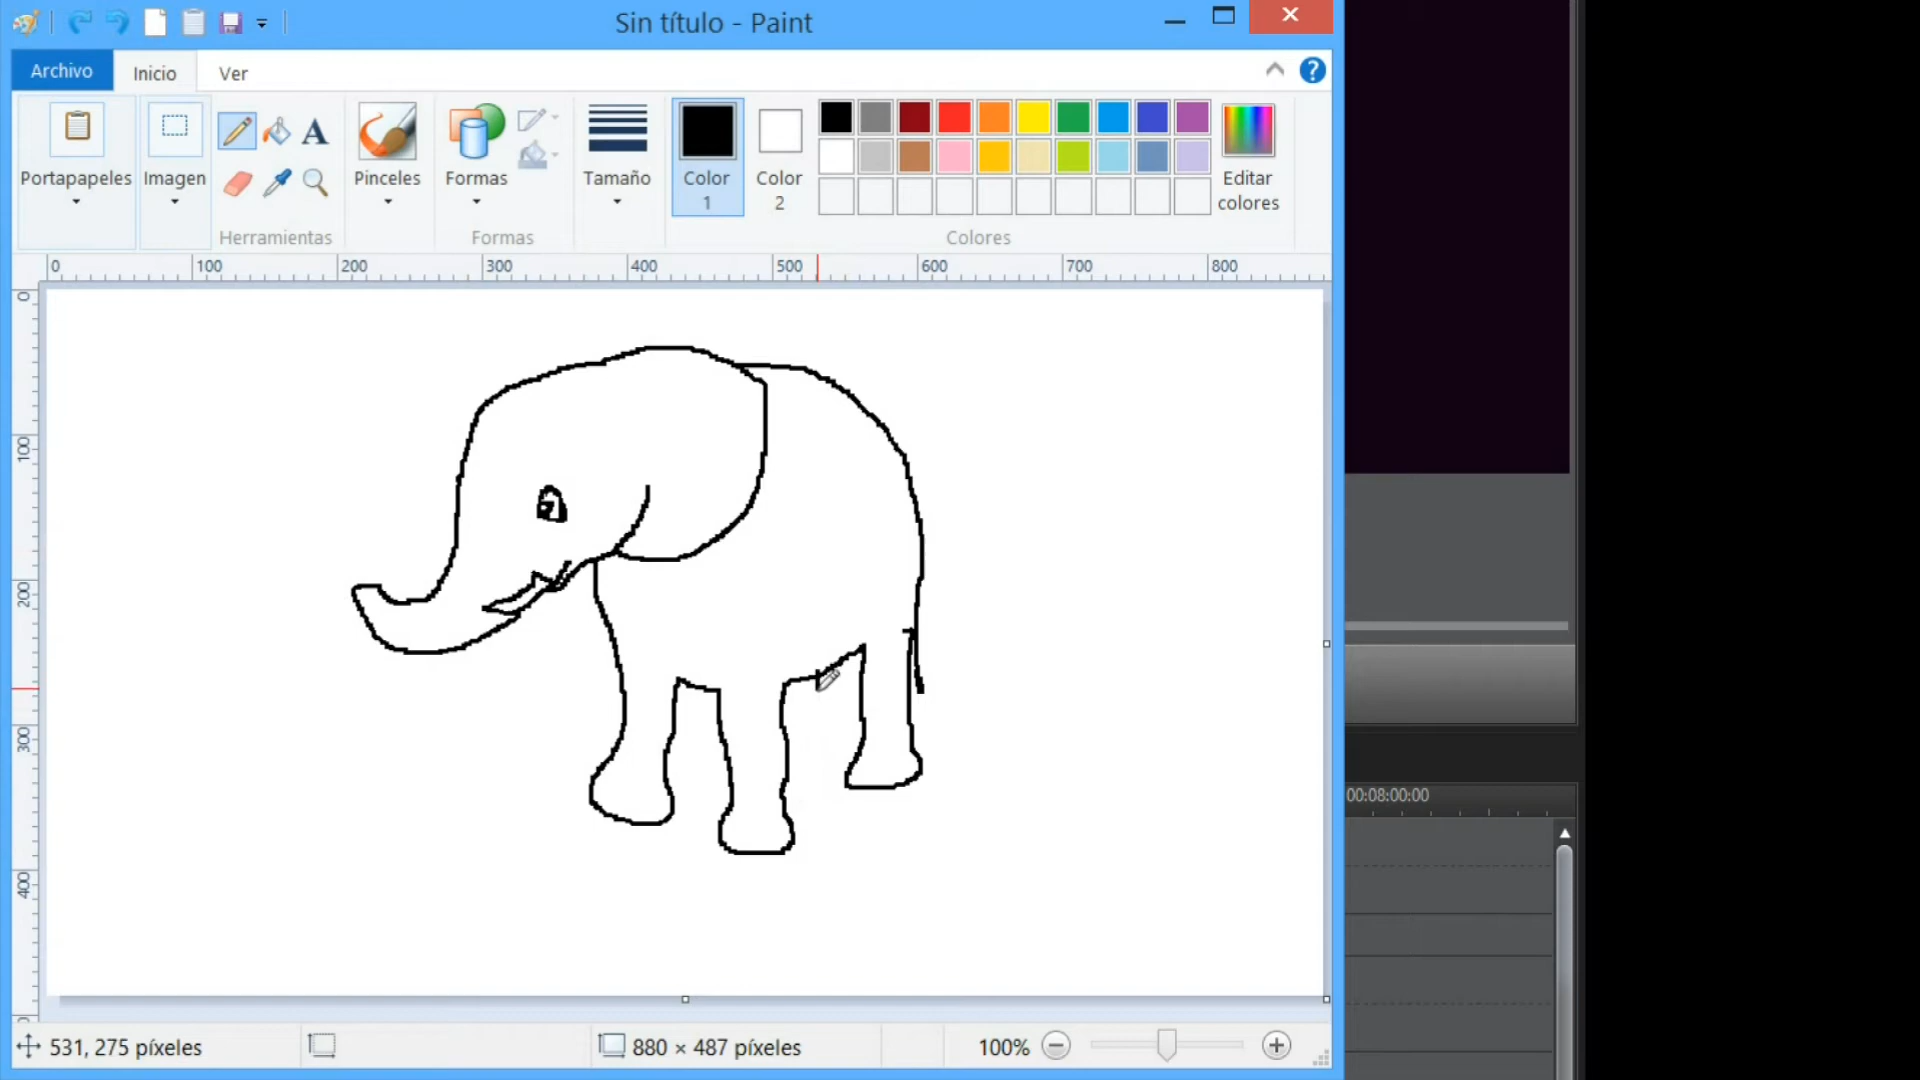 Sin título - Paint
Archivo
Inicio
Ver
A
Portapapeles
Imagen
Pinceles
Formas
Tamaño
Color
1
Color
2
Editar
colores
Herramientas
Formas
Colores
0 100 200 300 400 500 600 700 800
0
100
200
300
400
00:08:00:00
531, 275 píxeles
880 × 487 píxeles
100%